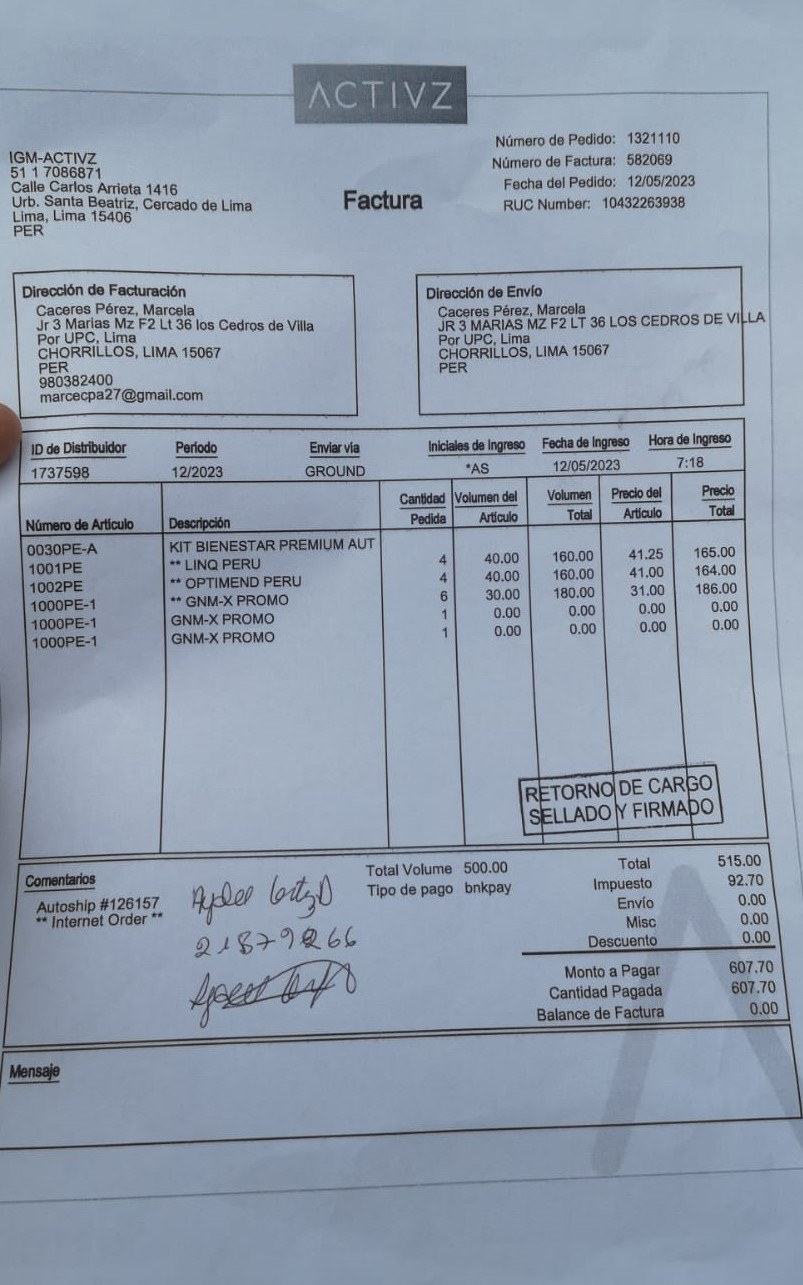 ACTIVZ
IGM-ACTIVZ
51 1 7086871
Calle Carlos Arrieta 1416
Urb. Santa Beatriz, Cercado de Lima
Lima, Lima 15406
PER
Factura
Número de Pedido: 1321110
Número de Factura: 582069
Fecha del Pedido: 12/05/2023
RUC Number: 10432263938
Dirección de Facturación
Caceres Pérez, Marcela
Jr 3 Marias Mz F2 Lt 36 los Cedros de Villa
Por UPC, Lima
CHORRILLOS, LIMA 15067
PER
980382400
marcecpa27@gmail.com
Dirección de Envío
Caceres Pérez, Marcela
JR 3 MARIAS MZ F2 LT 36 LOS CEDROS DE VILLA
Por UPC, Lima
CHORRILLOS, LIMA 15067
PER
ID de Distribuidor Periodo Enviar vía Iniciales de Ingreso Fecha de Ingreso Hora de Ingreso
1737598 12/2023 GROUND *AS 12/05/2023 7:18
Número de Artículo Descripción Cantidad Pedida Volumen del Artículo Volumen Total Precio del Artículo Precio Total
0030PE-A KIT BIENESTAR PREMIUM AUT
1001PE ** LINQ PERU 4 40.00 160.00 41.25 165.00
1002PE ** OPTIMEND PERU 4 40.00 160.00 41.00 164.00
1000PE-1 ** GNM-X PROMO 6 30.00 180.00 31.00 186.00
1000PE-1 GNM-X PROMO 1 0.00 0.00 0.00 0.00
1000PE-1 GNM-X PROMO 1 0.00 0.00 0.00 0.00
RETORNO DE CARGO
SELLADO Y FIRMADO
Comentarios
Autoship #126157
** Internet Order **
21879266
Total Volume 500.00
Tipo de pago bnkpay
Total 515.00
Impuesto 92.70
Envío 0.00
Misc 0.00
Descuento 0.00
Monto a Pagar 607.70
Cantidad Pagada 607.70
Balance de Factura 0.00
Mensaje